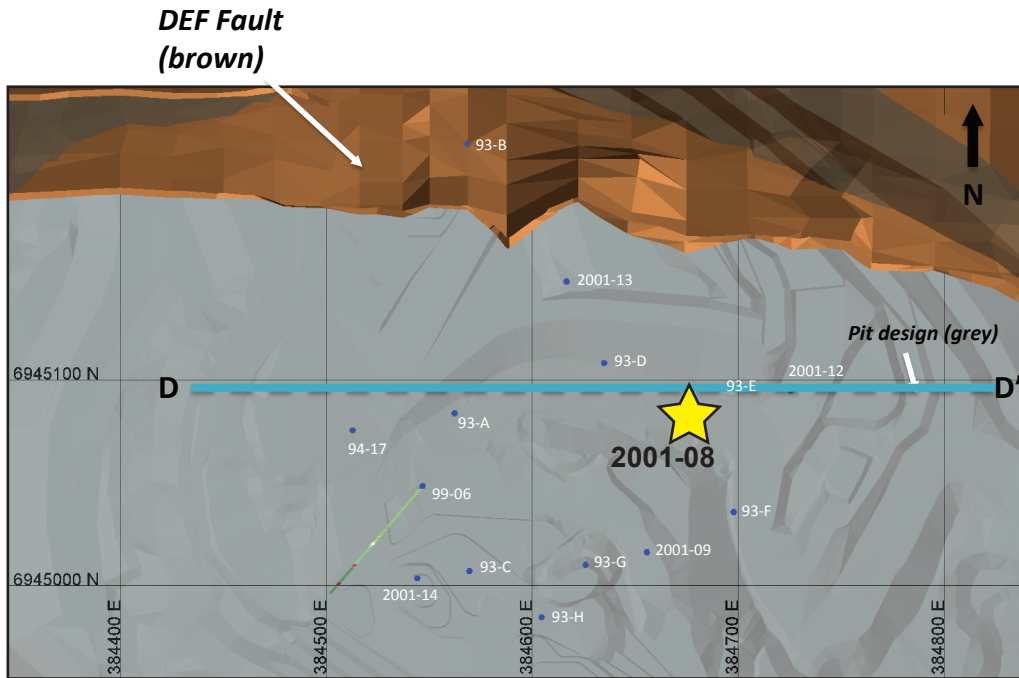 DEF Fault
(brown)
93-B
N
2001-13
Pit design (grey)
93-D
2001-12
6945100 N
D
93-E
D'
93-A
94-17
2001-08
99-06
93-F
2001-09
93-C
93-G
6945000 N
2001-14
93-H
384400 E
384500 E
384600 E
384700 E
384800 E